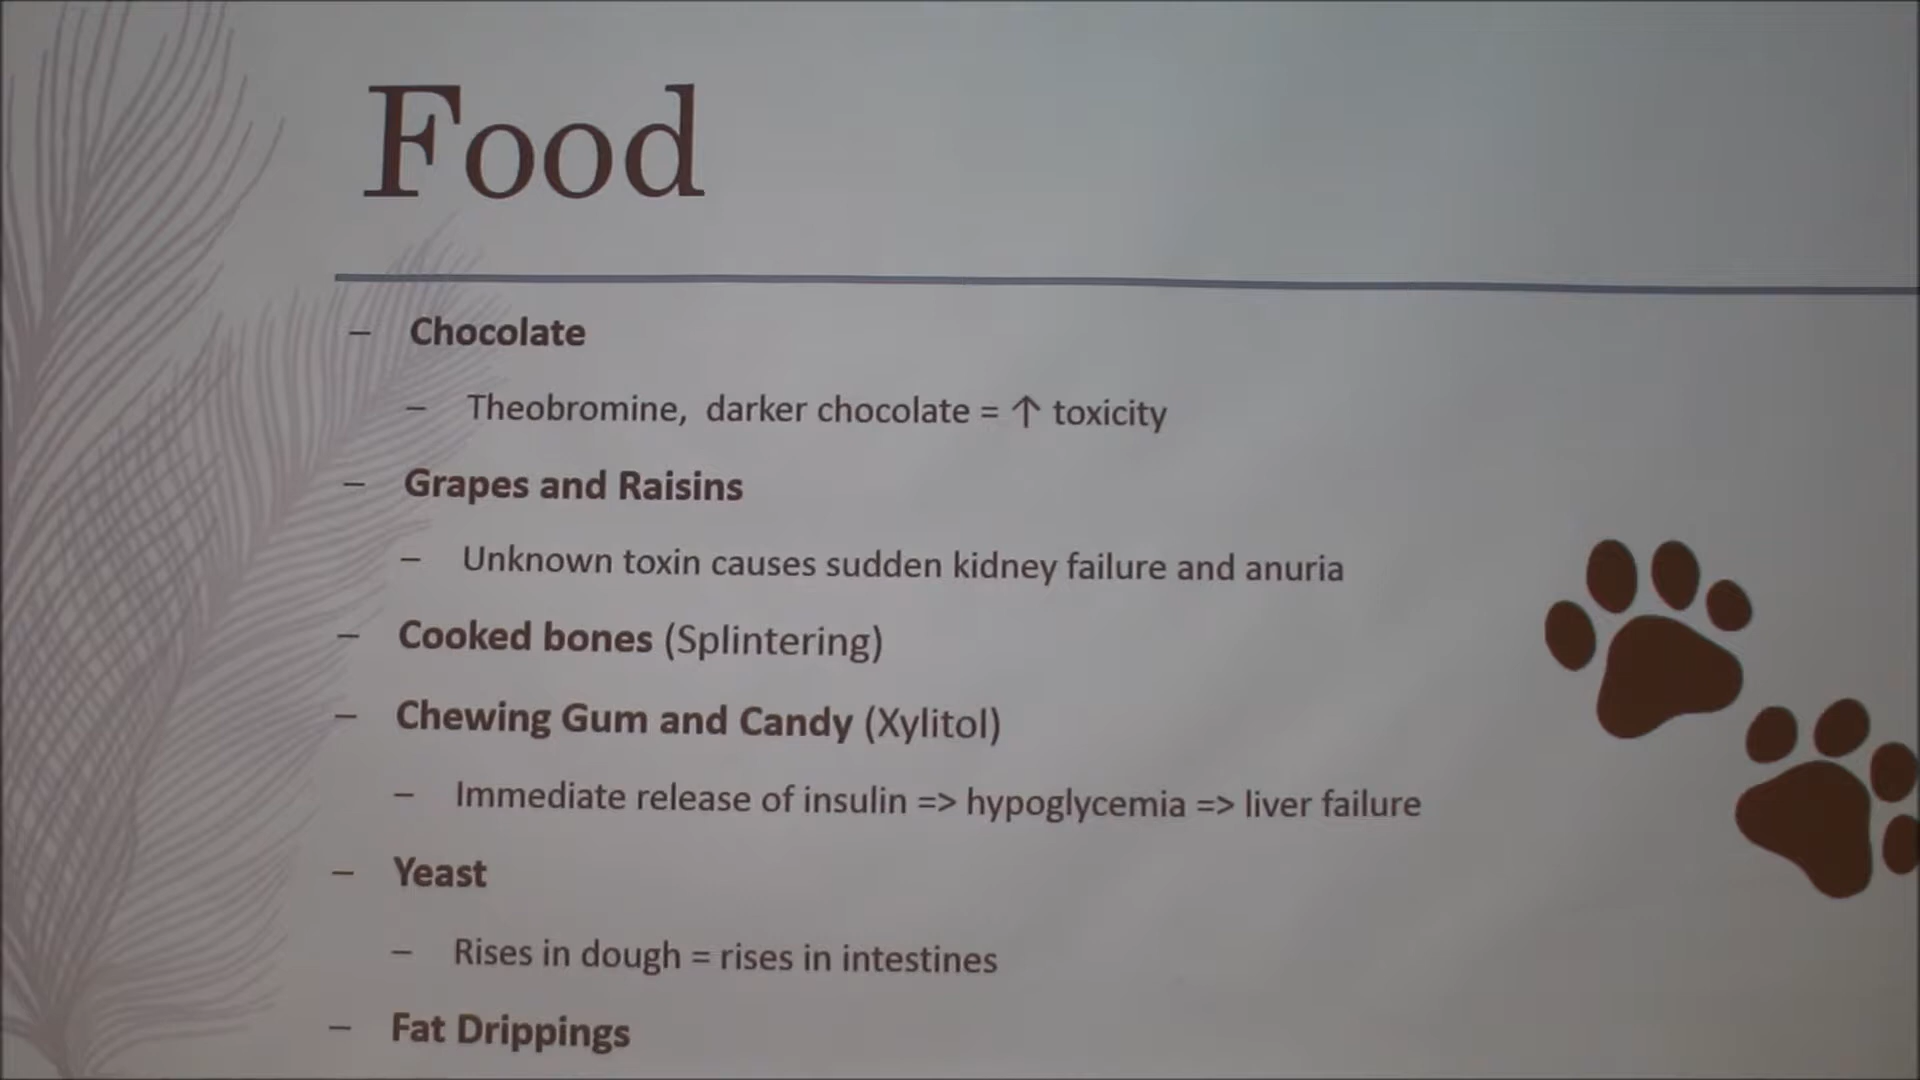 Food
– Chocolate
– Theobromine, darker chocolate = ↑ toxicity
– Grapes and Raisins
– Unknown toxin causes sudden kidney failure and anuria
– Cooked bones (Splintering)
– Chewing Gum and Candy (Xylitol)
– Immediate release of insulin => hypoglycemia => liver failure
– Yeast
– Rises in dough = rises in intestines
– Fat Drippings